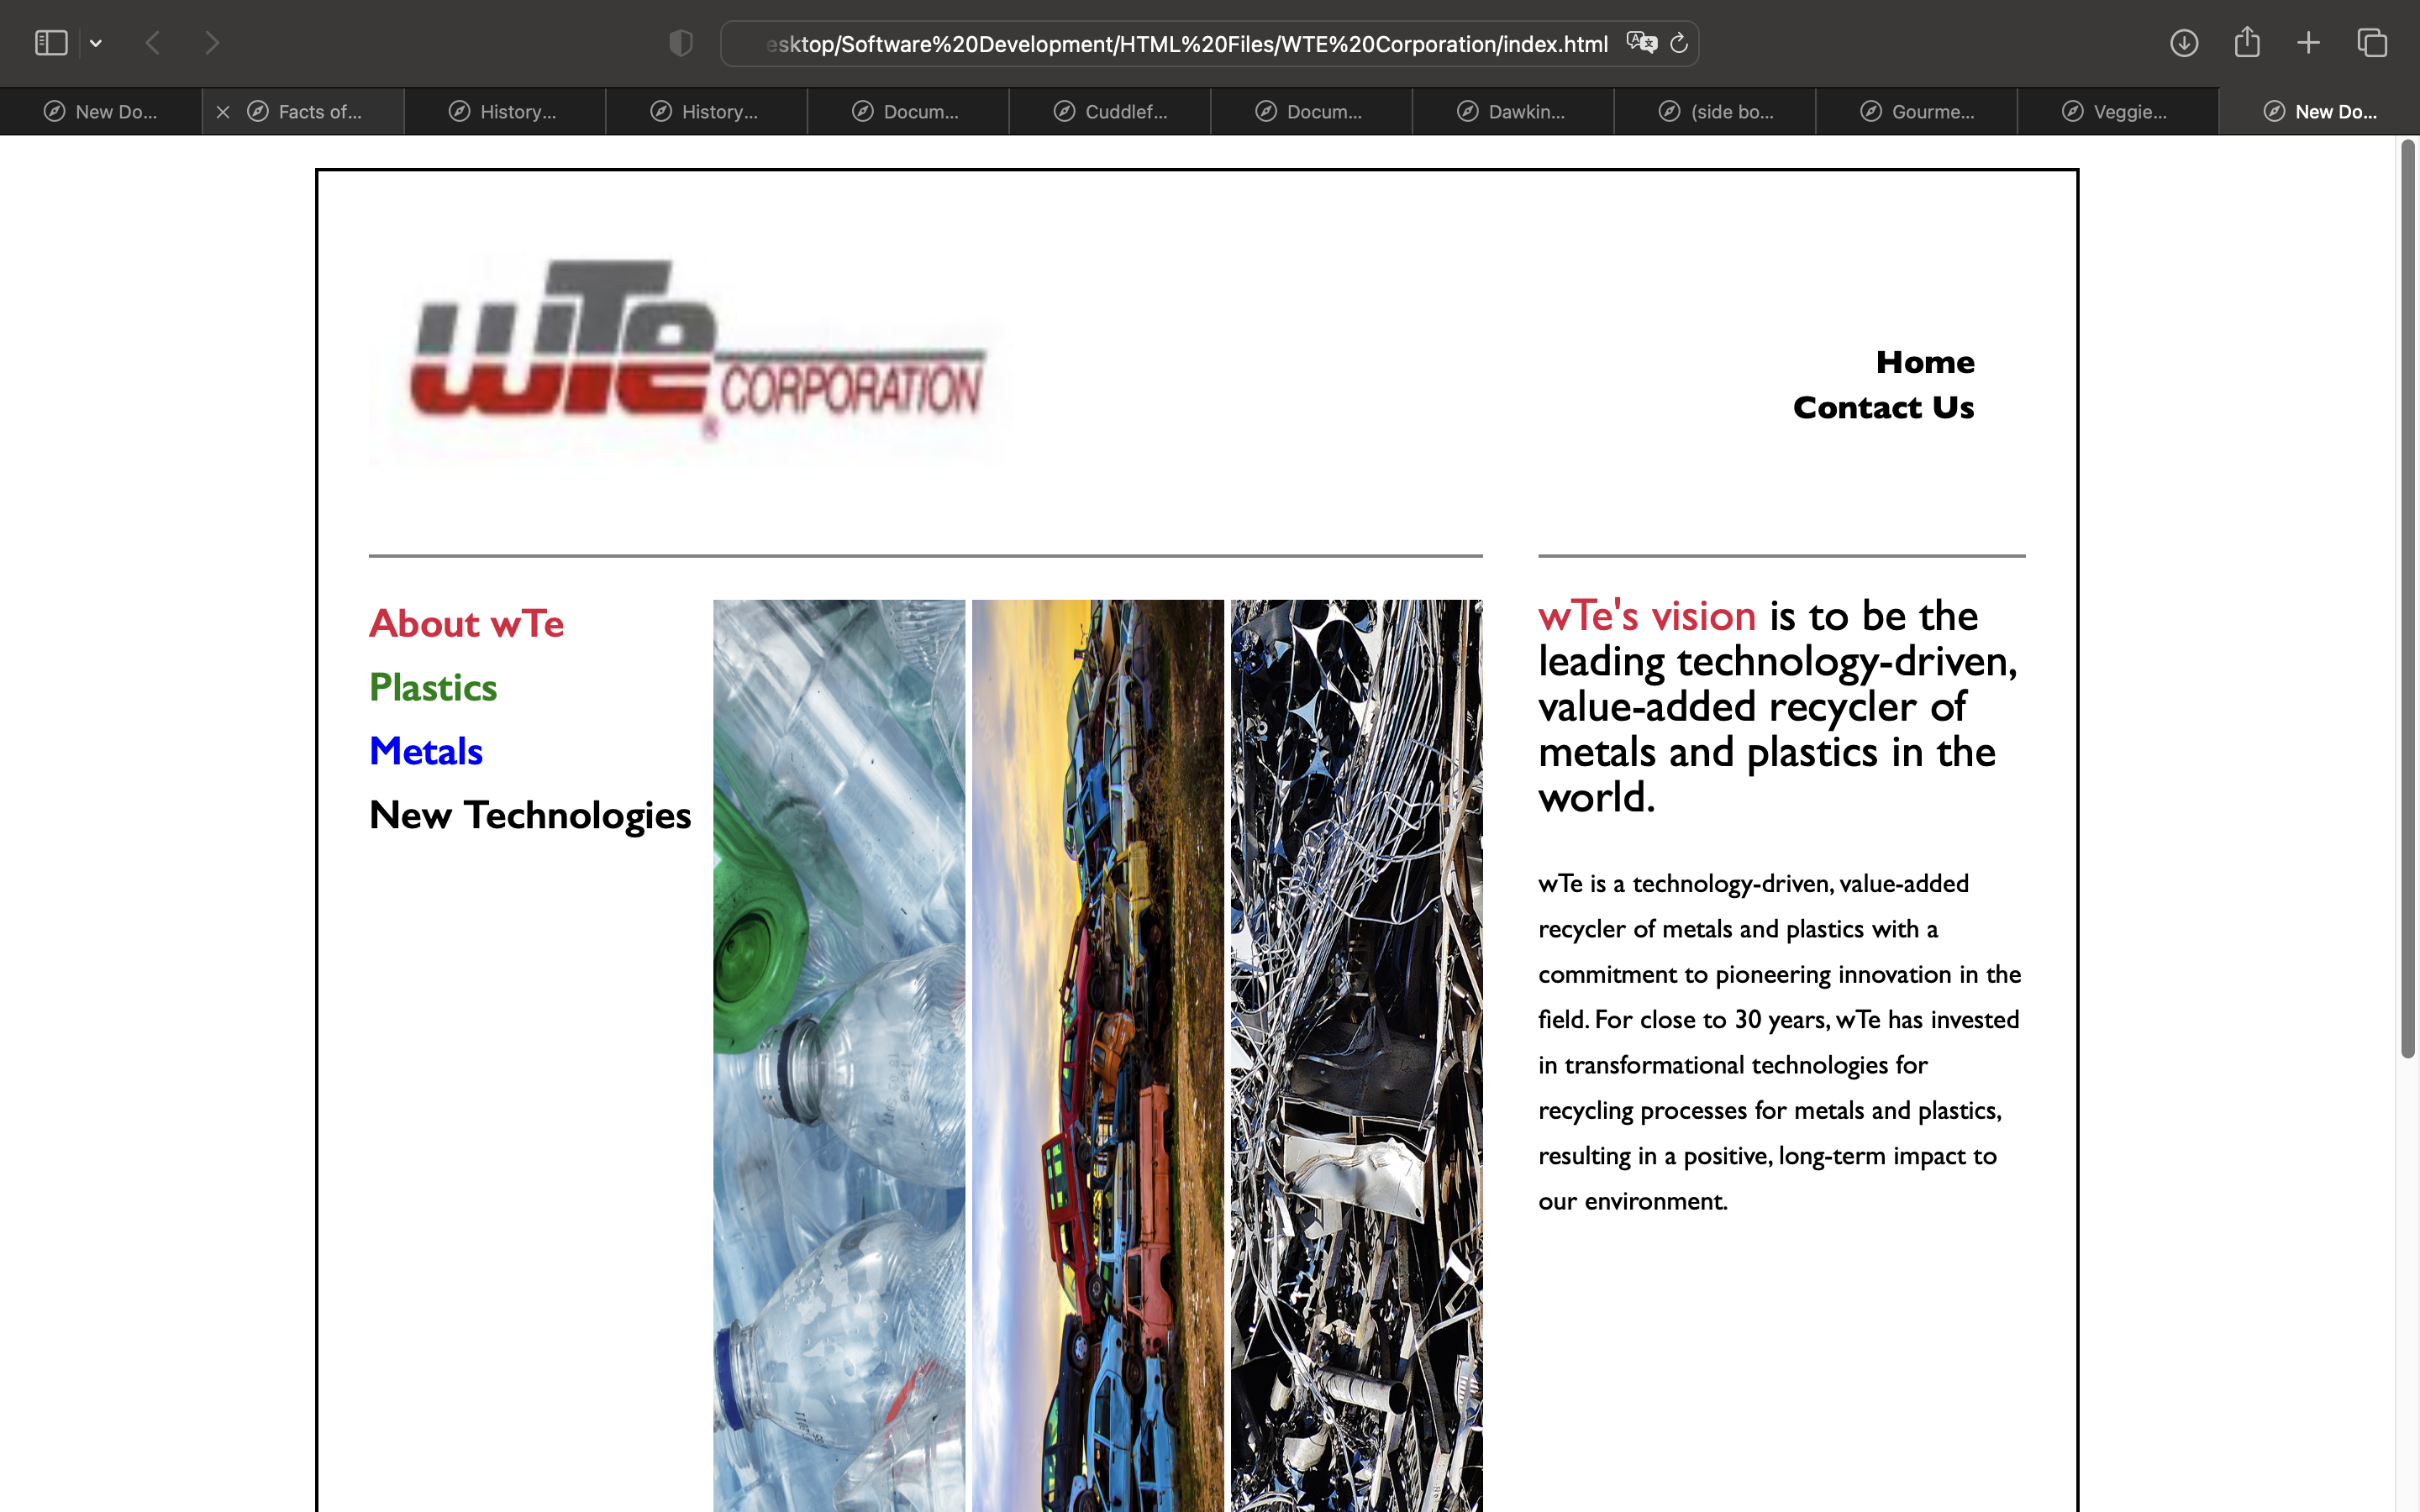 esktop/Software%20Development/HTML%20Files/WTE%20Corporation/index.html
New Do...
Facts of...
History...
History...
Docum...
Cuddlef...
Docum...
Dawkin...
(side bo...
Gourme...
Veggie...
New Do...
wTe
CORPORATION
®
Home
Contact Us
About wTe
Plastics
Metals
New Technologies
wTe's vision is to be the
leading technology-driven,
value-added recycler of
metals and plastics in the
world.
wTe is a technology-driven, value-added
recycler of metals and plastics with a
commitment to pioneering innovation in the
field. For close to 30 years, wTe has invested
in transformational technologies for
recycling processes for metals and plastics,
resulting in a positive, long-term impact to
our environment.